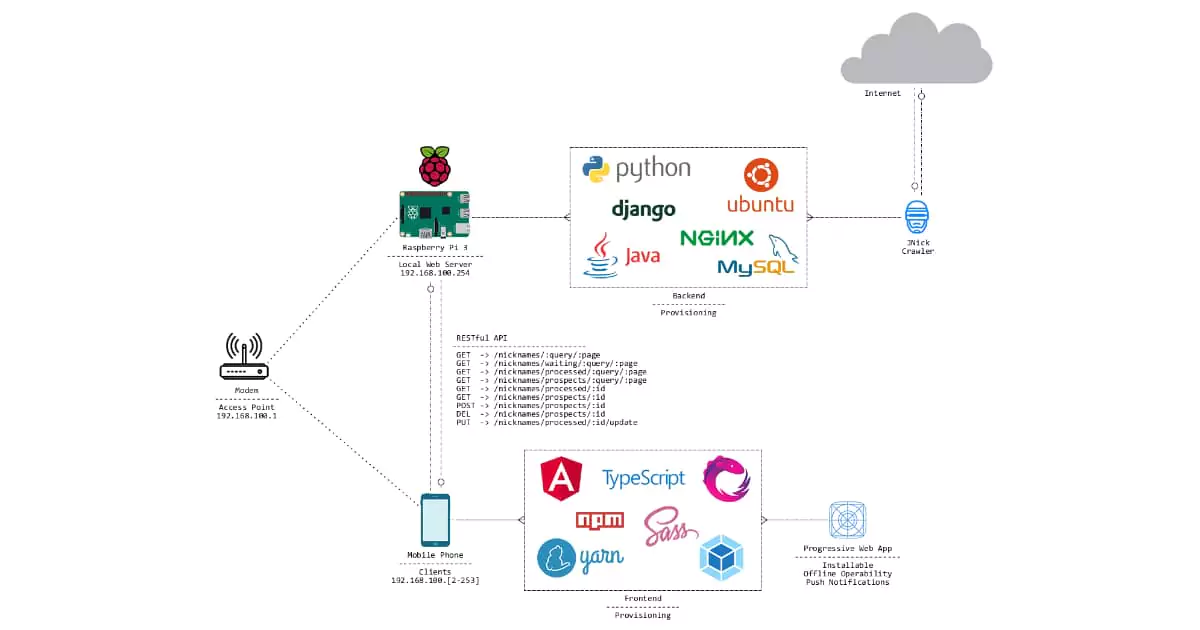 Internet
python
ubuntu
django
NGINX
Java
MySQL
JNick
Crawler
Raspberry Pi 3
Local Web Server
192.168.100.254
Backend
Provisioning
RESTful API
GET -> /nicknames/:query/:page
GET -> /nicknames/waiting/:query/:page
GET -> /nicknames/processed/:query/:page
GET -> /nicknames/prospects/:query/:page
GET -> /nicknames/processed/:id
GET -> /nicknames/prospects/:id
POST -> /nicknames/prospects/:id
DEL -> /nicknames/prospects/:id
PUT -> /nicknames/processed/:id/update
Modem
Access Point
192.168.100.1
A
TypeScript
npm
Sass
yarn
Mobile Phone
Clients
192.168.100.[2-253]
Progressive Web App
Installable
Offline Operability
Push Notifications
Frontend
Provisioning